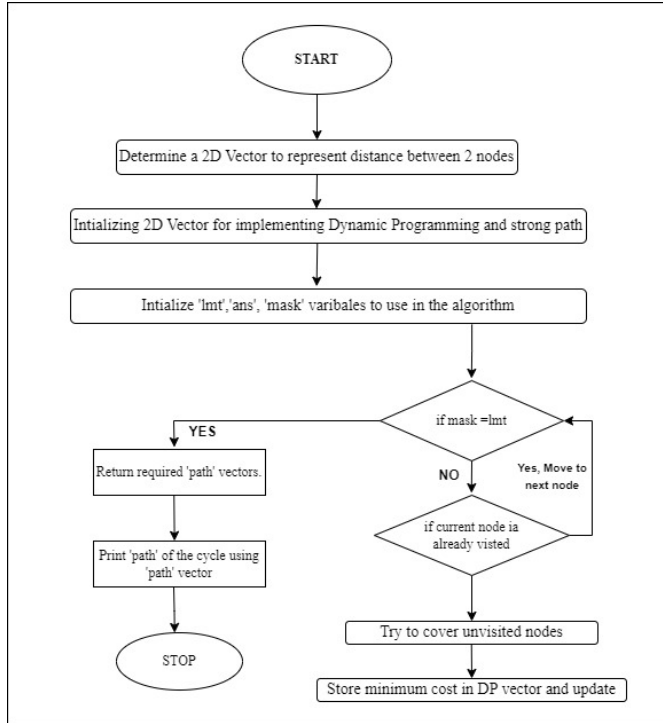 START
Determine a 2D Vector to represent distance between 2 nodes
Intializing 2D Vector for implementing Dynamic Programming and strong path
Intialize 'lmt','ans', 'mask' varibales to use in the algorithm
if mask =lmt
YES
NO
Yes, Move to
next node
Return required 'path' vectors.
if current node ia
already visted
Print 'path' of the cycle using
'path' vector
Try to cover unvisited nodes
STOP
Store minimum cost in DP vector and update